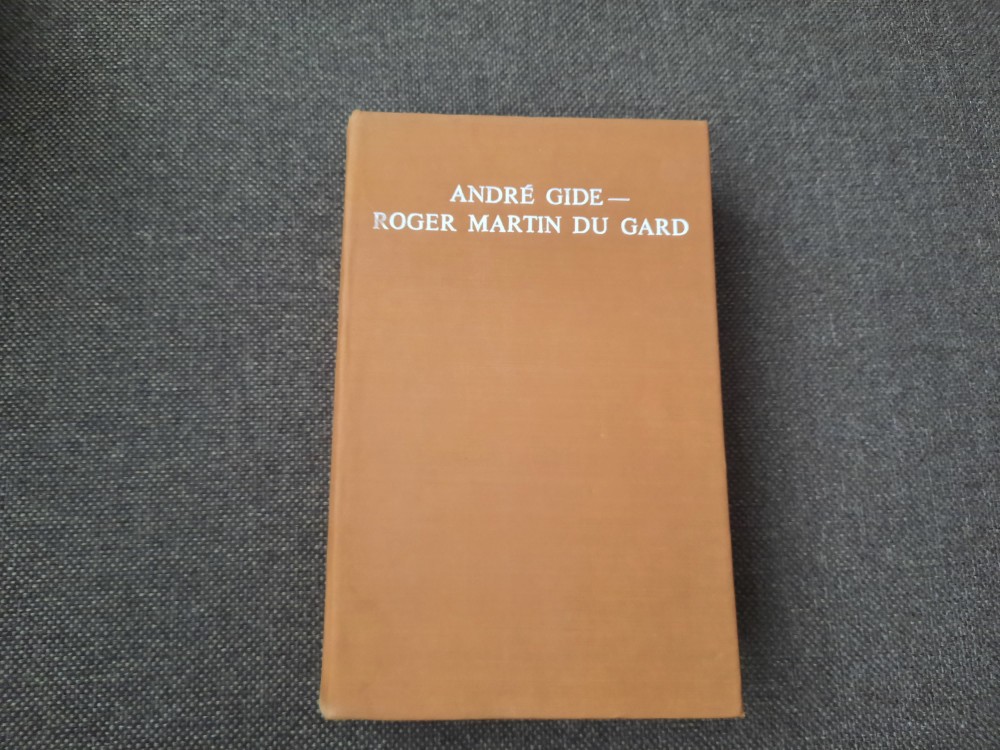 ANDRÉ GIDE —
ROGER MARTIN DU GARD